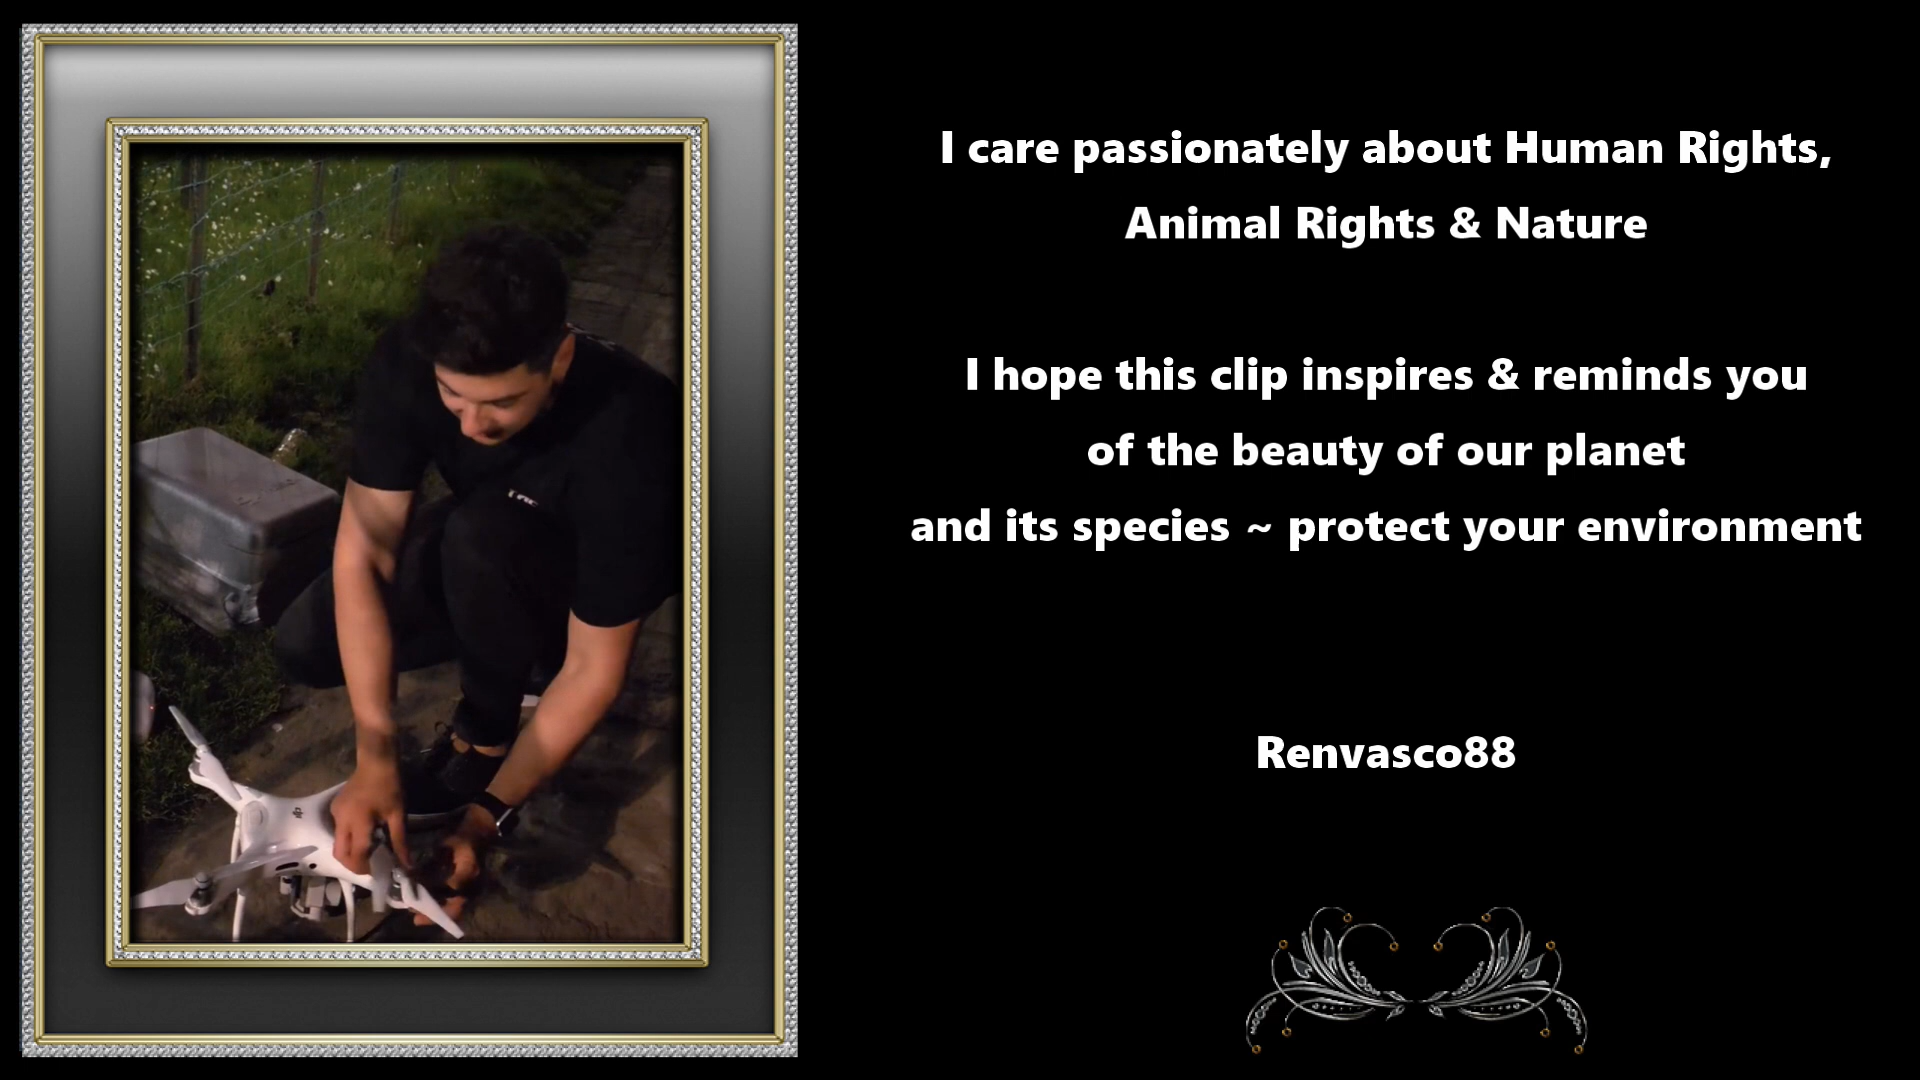 I care passionately about Human Rights,
Animal Rights & Nature
I hope this clip inspires & reminds you
of the beauty of our planet
and its species ~ protect your environment
Renvasco88